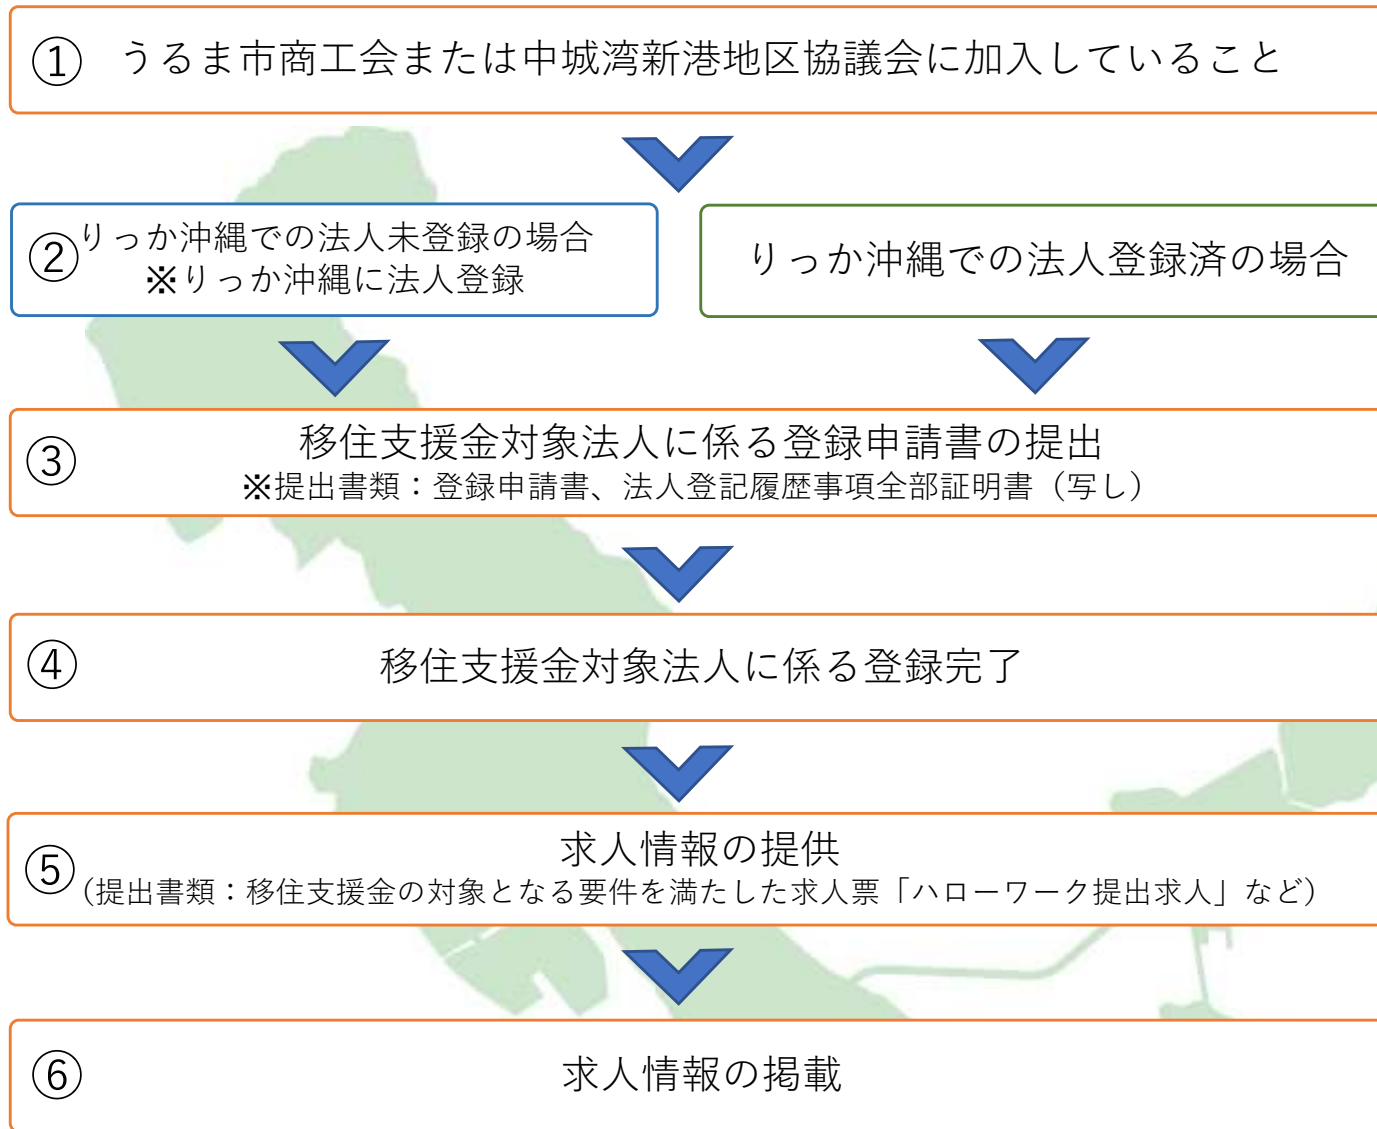 ① うるま市商工会または中城湾新港地区協議会に加入していること
② りっか沖縄での法人未登録の場合
※りっか沖縄に法人登録
りっか沖縄での法人登録済の場合
③ 移住支援金対象法人に係る登録申請書の提出
※提出書類：登録申請書、法人登記履歴事項全部証明書（写し）
④ 移住支援金対象法人に係る登録完了
⑤ 求人情報の提供
（提出書類：移住支援金の対象となる要件を満たした求人票「ハローワーク提出求人」など）
⑥ 求人情報の掲載